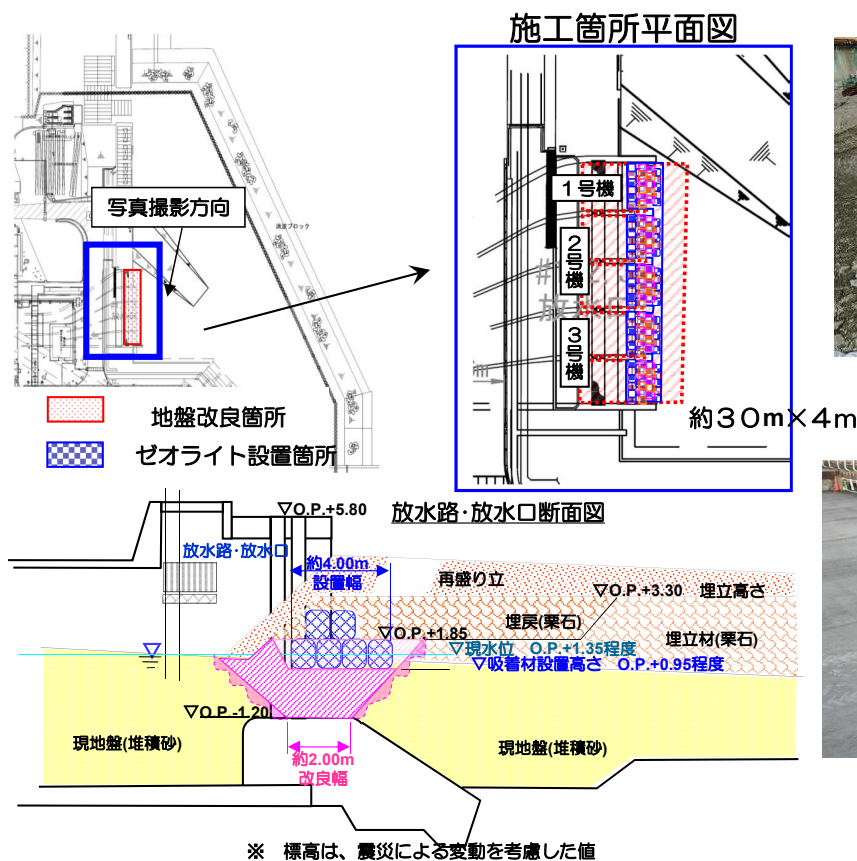 施工箇所平面図
写真撮影方向
消波ブロック
1号機
2号機
3号機
地盤改良箇所
ゼオライト設置箇所
約30m×4m
放水路・放水口断面図
▽O.P.+5.80
放水路・放水口
約4.00m
設置幅
再盛り立
▽O.P.+3.30 埋立高さ
埋戻(栗石)
▽O.P.+1.85
埋立材(栗石)
▽現水位 O.P.+1.35程度
▽吸着材設置高さ O.P.+0.95程度
▽O.P.-1.20
現地盤(堆積砂)
現地盤(堆積砂)
約2.00m
改良幅
※ 標高は、震災による変動を考慮した値